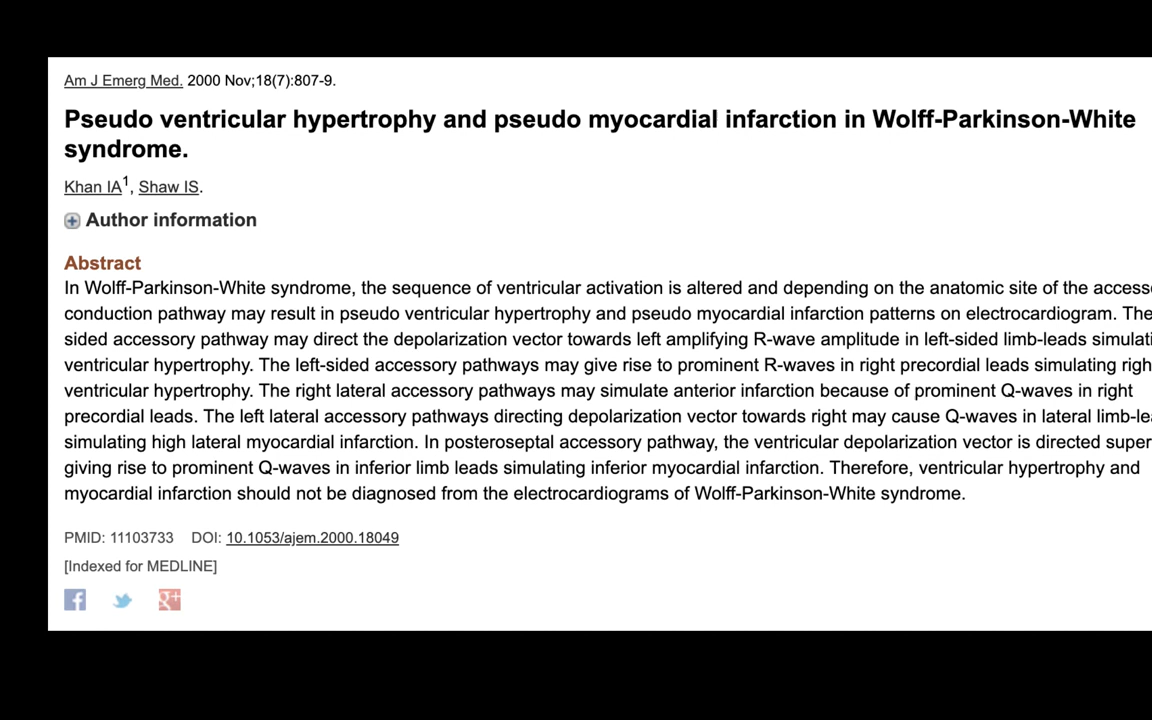 Am J Emerg Med. 2000 Nov;18(7):807-9.
Pseudo ventricular hypertrophy and pseudo myocardial infarction in Wolff-Parkinson-White
syndrome.
Khan IA1, Shaw IS.
Author information
Abstract
In Wolff-Parkinson-White syndrome, the sequence of ventricular activation is altered and depending on the anatomic site of the
conduction pathway may result in pseudo ventricular hypertrophy and pseudo myocardial infarction patterns on electrocardiogram. The
sided accessory pathway may direct the depolarization vector towards left amplifying R-wave amplitude in left-sided limb-leads
ventricular hypertrophy. The left-sided accessory pathways may give rise to prominent R-waves in right precordial leads simulating
ventricular hypertrophy. The right lateral accessory pathways may simulate anterior infarction because of prominent Q-waves in right
precordial leads. The left lateral accessory pathways directing depolarization vector towards right may cause Q-waves in lateral
simulating high lateral myocardial infarction. In posteroseptal accessory pathway, the ventricular depolarization vector is directed
giving rise to prominent Q-waves in inferior limb leads simulating inferior myocardial infarction. Therefore, ventricular hypertrophy and
myocardial infarction should not be diagnosed from the electrocardiograms of Wolff-Parkinson-White syndrome.
PMID: 11103733 DOI: 10.1053/ajem.2000.18049
[Indexed for MEDLINE]
f
g+